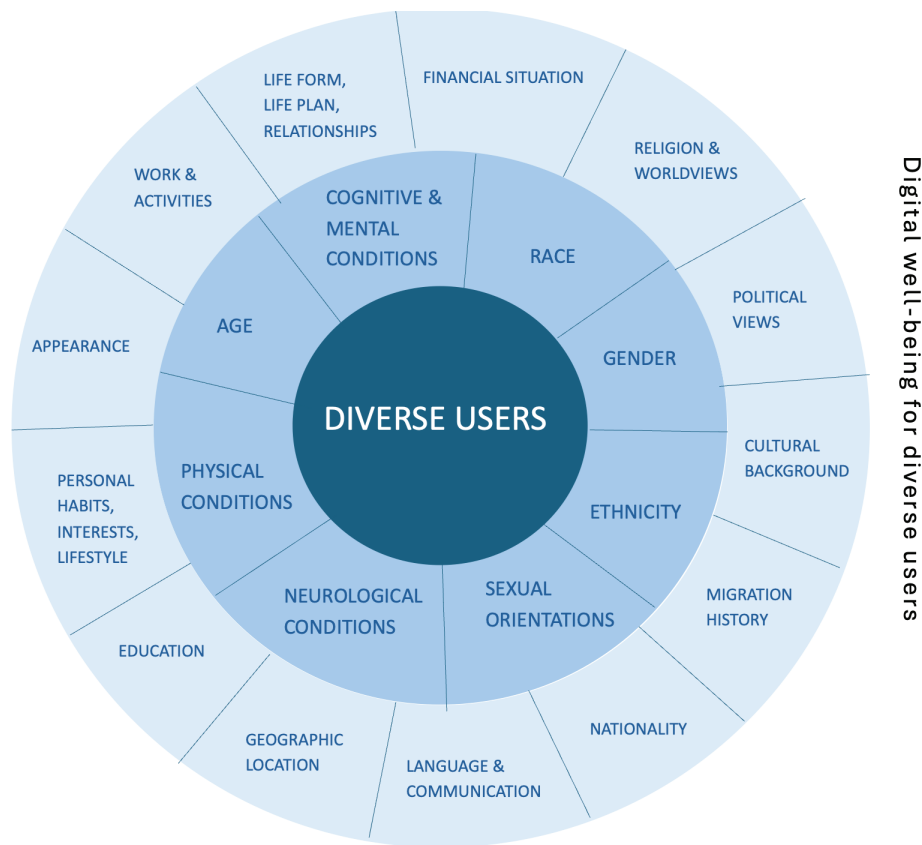 DIVERSE USERS
COGNITIVE &
MENTAL
CONDITIONS
RACE
GENDER
ETHNICITY
SEXUAL
ORIENTATIONS
NEUROLOGICAL
CONDITIONS
PHYSICAL
CONDITIONS
AGE
LIFE FORM,
LIFE PLAN,
RELATIONSHIPS
FINANCIAL SITUATION
RELIGION &
WORLDVIEWS
POLITICAL
VIEWS
CULTURAL
BACKGROUND
MIGRATION
HISTORY
NATIONALITY
LANGUAGE &
COMMUNICATION
GEOGRAPHIC
LOCATION
EDUCATION
PERSONAL
HABITS,
INTERESTS,
LIFESTYLE
APPEARANCE
WORK &
ACTIVITIES
Digital well-being for diverse users